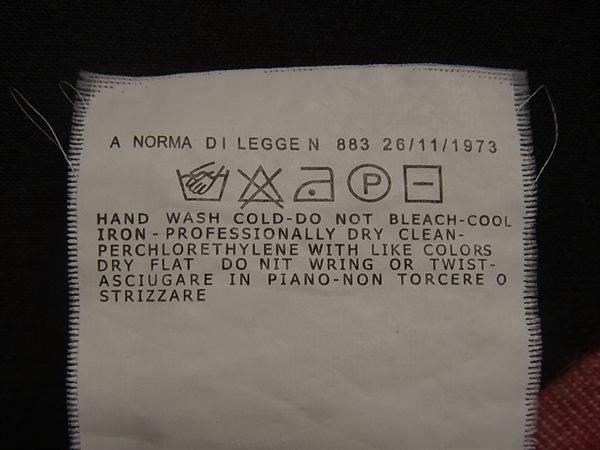 A NORMA DI LEGGE N 883 26/11/1973
P
HAND WASH COLD-DO NOT BLEACH-COOL
IRON-PROFESSIONALLY DRY CLEAN-
PERCHLORETHYLENE WITH LIKE COLORS
DRY FLAT DO NIT WRING OR TWIST-
ASCIUGARE IN PIANO-NON TORCERE O
STRIZZARE